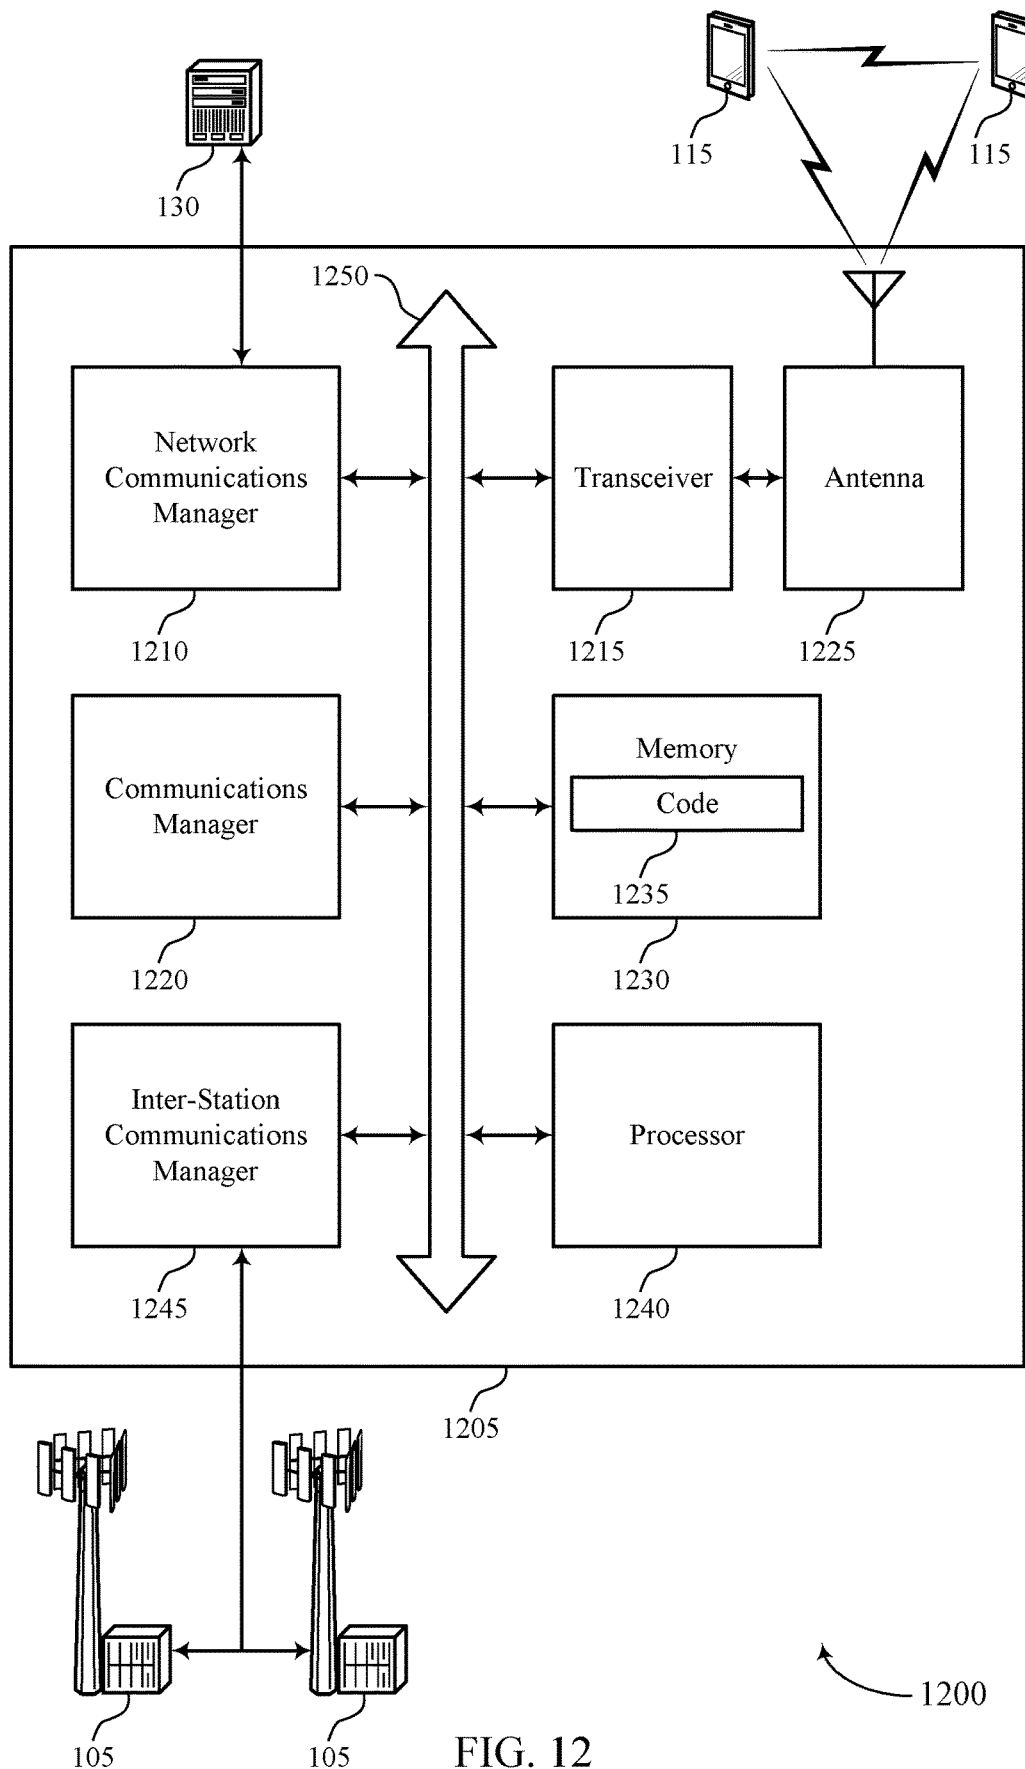 130
115
115
1250
Network
Communications
Manager
Transceiver
Antenna
1210
1215
1225
Communications
Manager
Memory
Code
1235
1220
1230
Inter-Station
Communications
Manager
Processor
1245
1240
1205
1200
105
105
FIG. 12